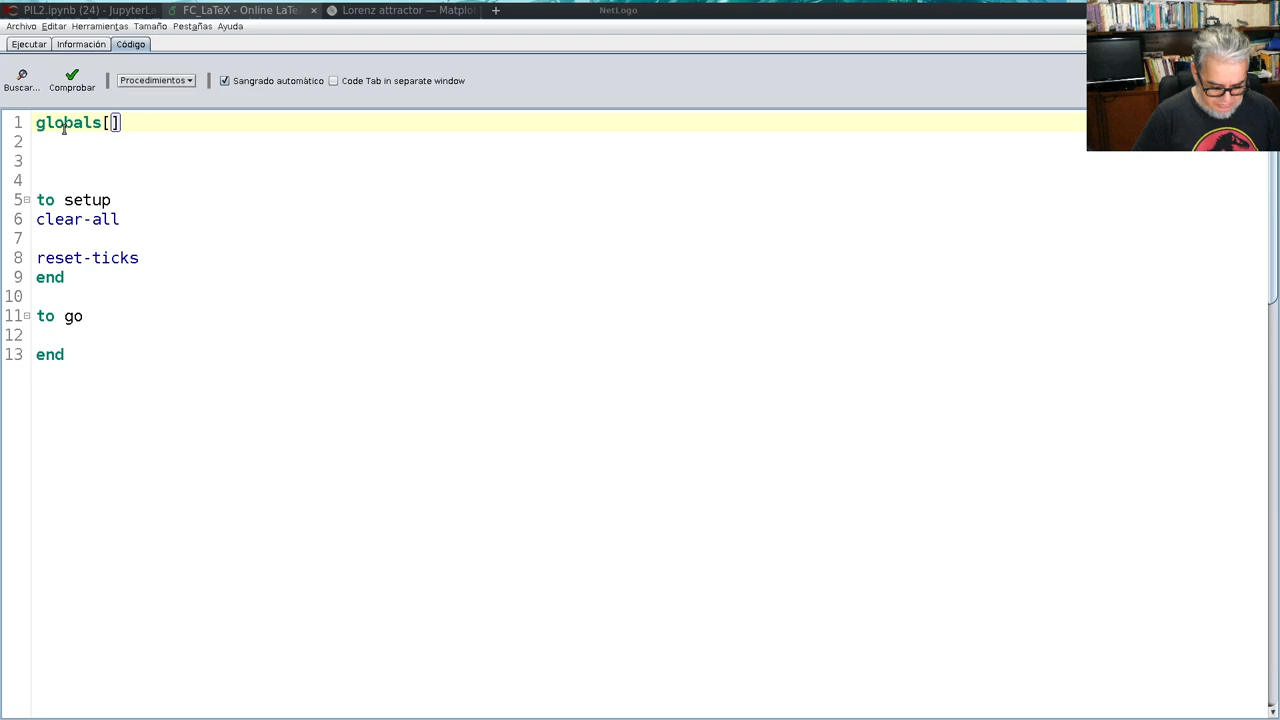 PIL2.ipynb (24) - JupyterLa
FC_LaTeX - Online LaTe ×
Lorenz attractor — Matplo
+
NetLogo
Archivo Editar Herramientas Tamaño Pestañas Ayuda
Ejecutar Información Código
Buscar... Comprobar Procedimientos Sangrado automático Code Tab in separate window
1 globals[]
2
3
4
5 to setup
6 clear-all
7
8 reset-ticks
9 end
10
11 to go
12
13 end